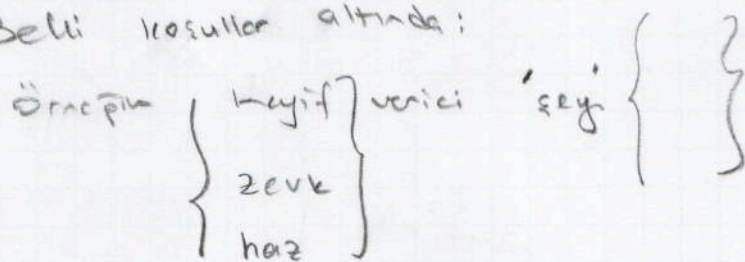 Belli koşullar altında:
Örneğin { keyif } verici 'şey' { }
zevk
haz